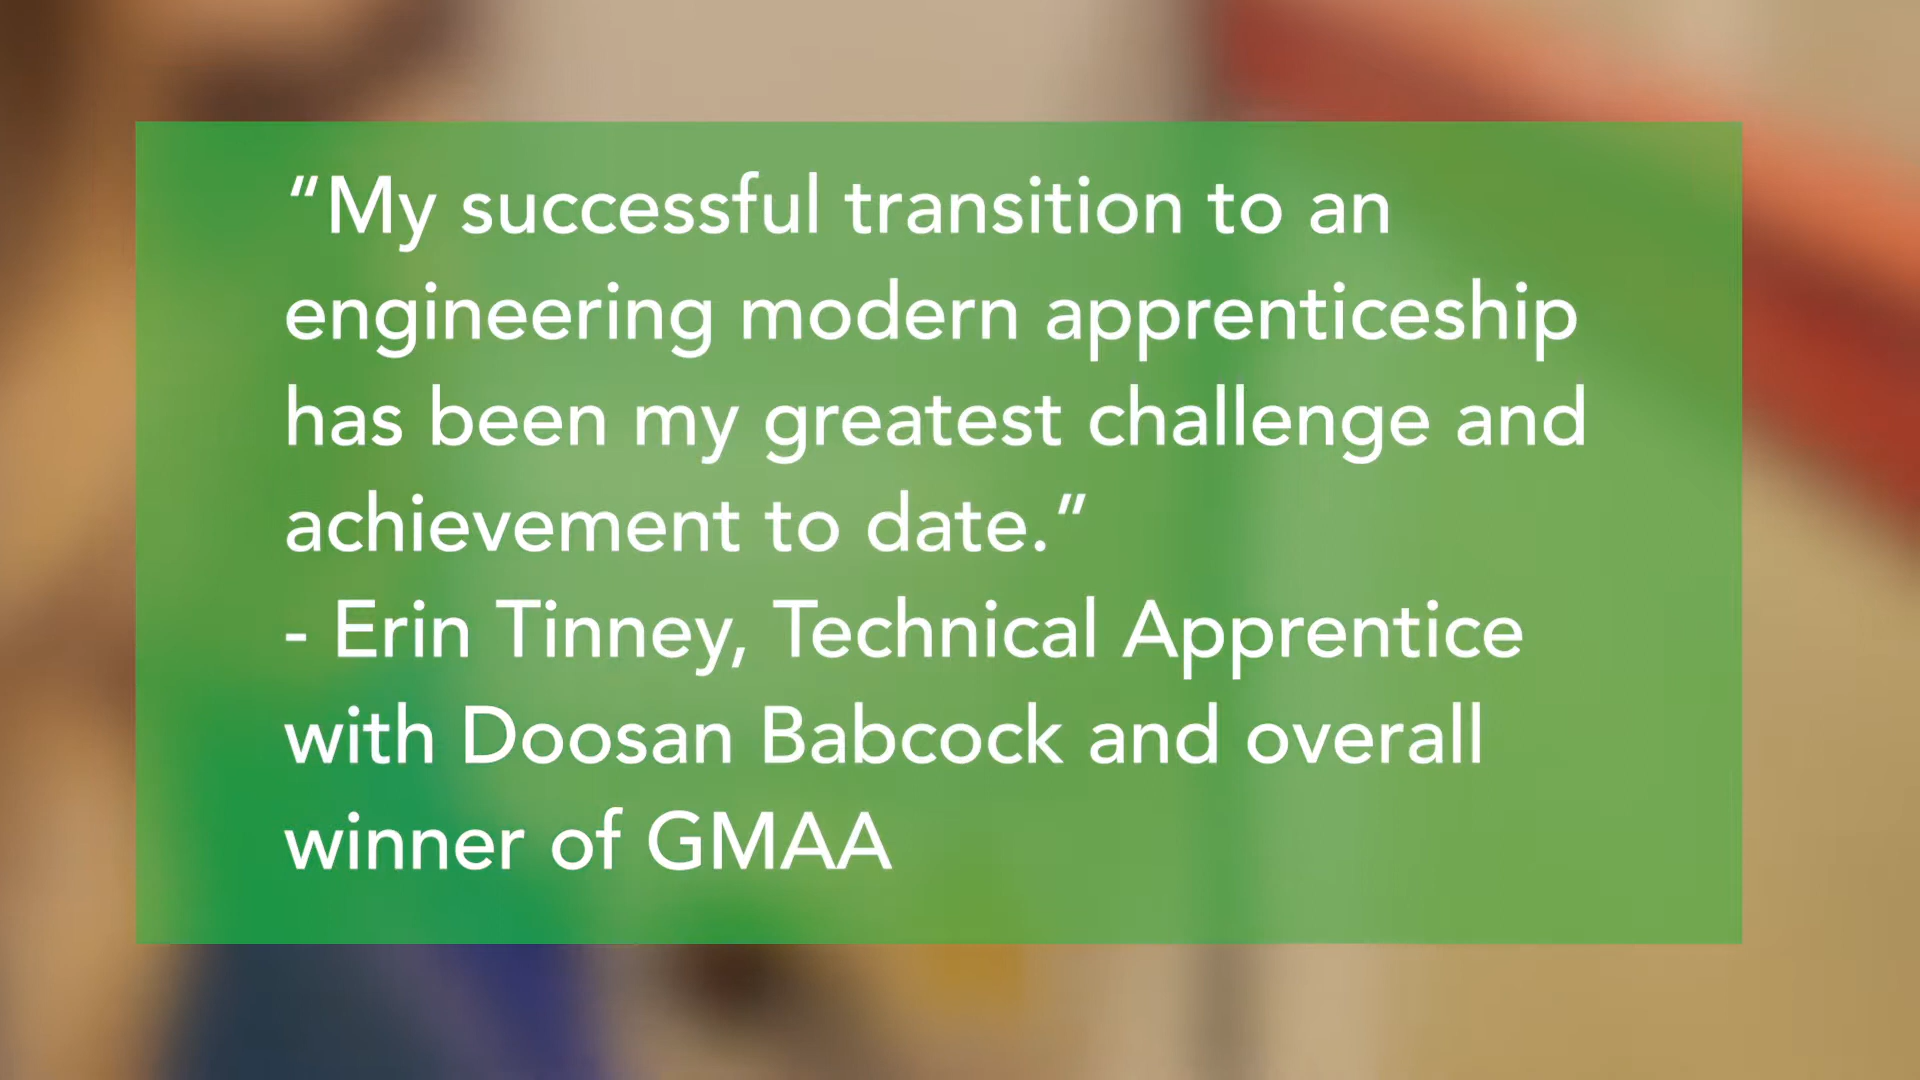 “My successful transition to an
engineering modern apprenticeship
has been my greatest challenge and
achievement to date.”
- Erin Tinney, Technical Apprentice
with Doosan Babcock and overall
winner of GMAA